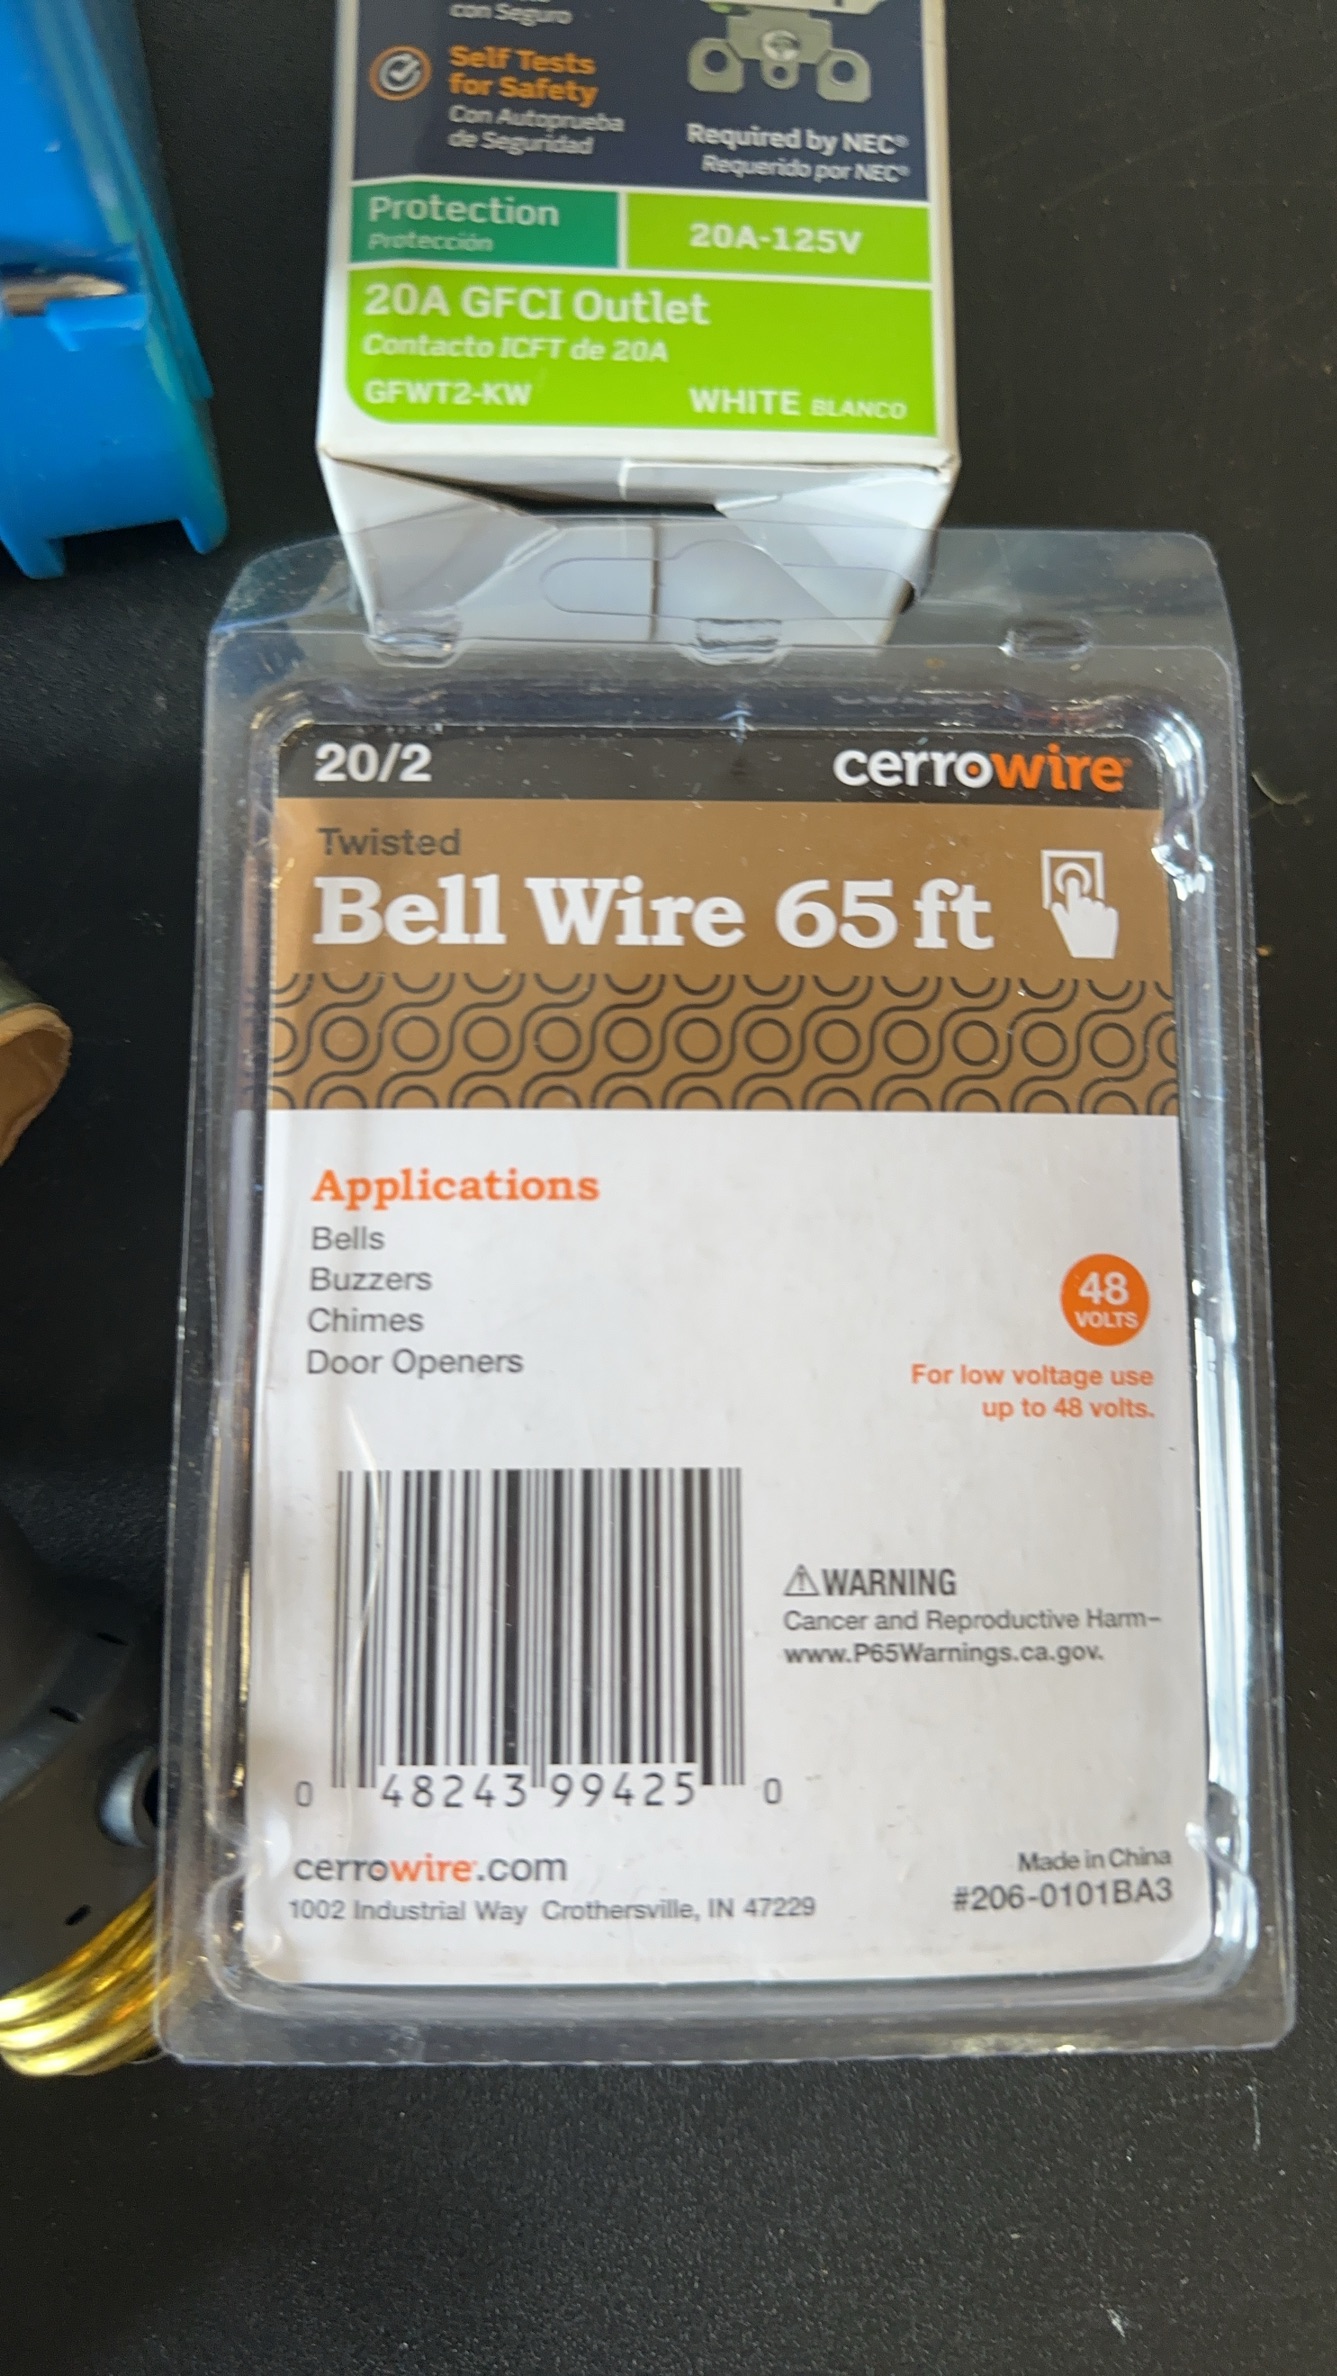 con Seguro
Self Tests
for Safety
Con Autoprueba
de Seguridad
Required by NEC®
Requerido por NEC®
Protection
Protección
20A-125V
20A GFCI Outlet
Contacto ICFT de 20A
GFWT2-KW
WHITE BLANCO
20/2
cerrowire
Twisted
Bell Wire 65 ft
Applications
Bells
Buzzers
Chimes
Door Openers
48
VOLTS
For low voltage use
up to 48 volts.
⚠WARNING
Cancer and Reproductive Harm–
www.P65Warnings.ca.gov.
0 48243 99425 0
cerrowire.com
1002 Industrial Way Crothersville, IN 47229
Made in China
#206-0101BA3